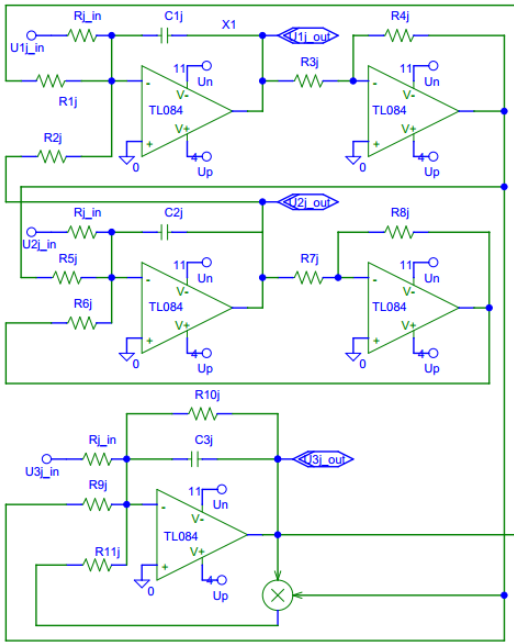 Rj_in C1j X1 R4j
U1j_in U1j_out
11 Un R3j 11 Un
R1j - V- - V-
TL084 TL084
R2j V+ V+
+ 4 + 4
0 Up 0 Up
U2j_out
Rj_in C2j R8j
U2j_in
R5j 11 Un R7j 11 Un
- V- - V-
R6j TL084 TL084
V+ V+
+ 4 + 4
0 Up 0 Up
R10j
Rj_in C3j
U3j_in U3j_out
R9j 11 Un
- V-
R11j TL084
V+
+ 4
0 Up